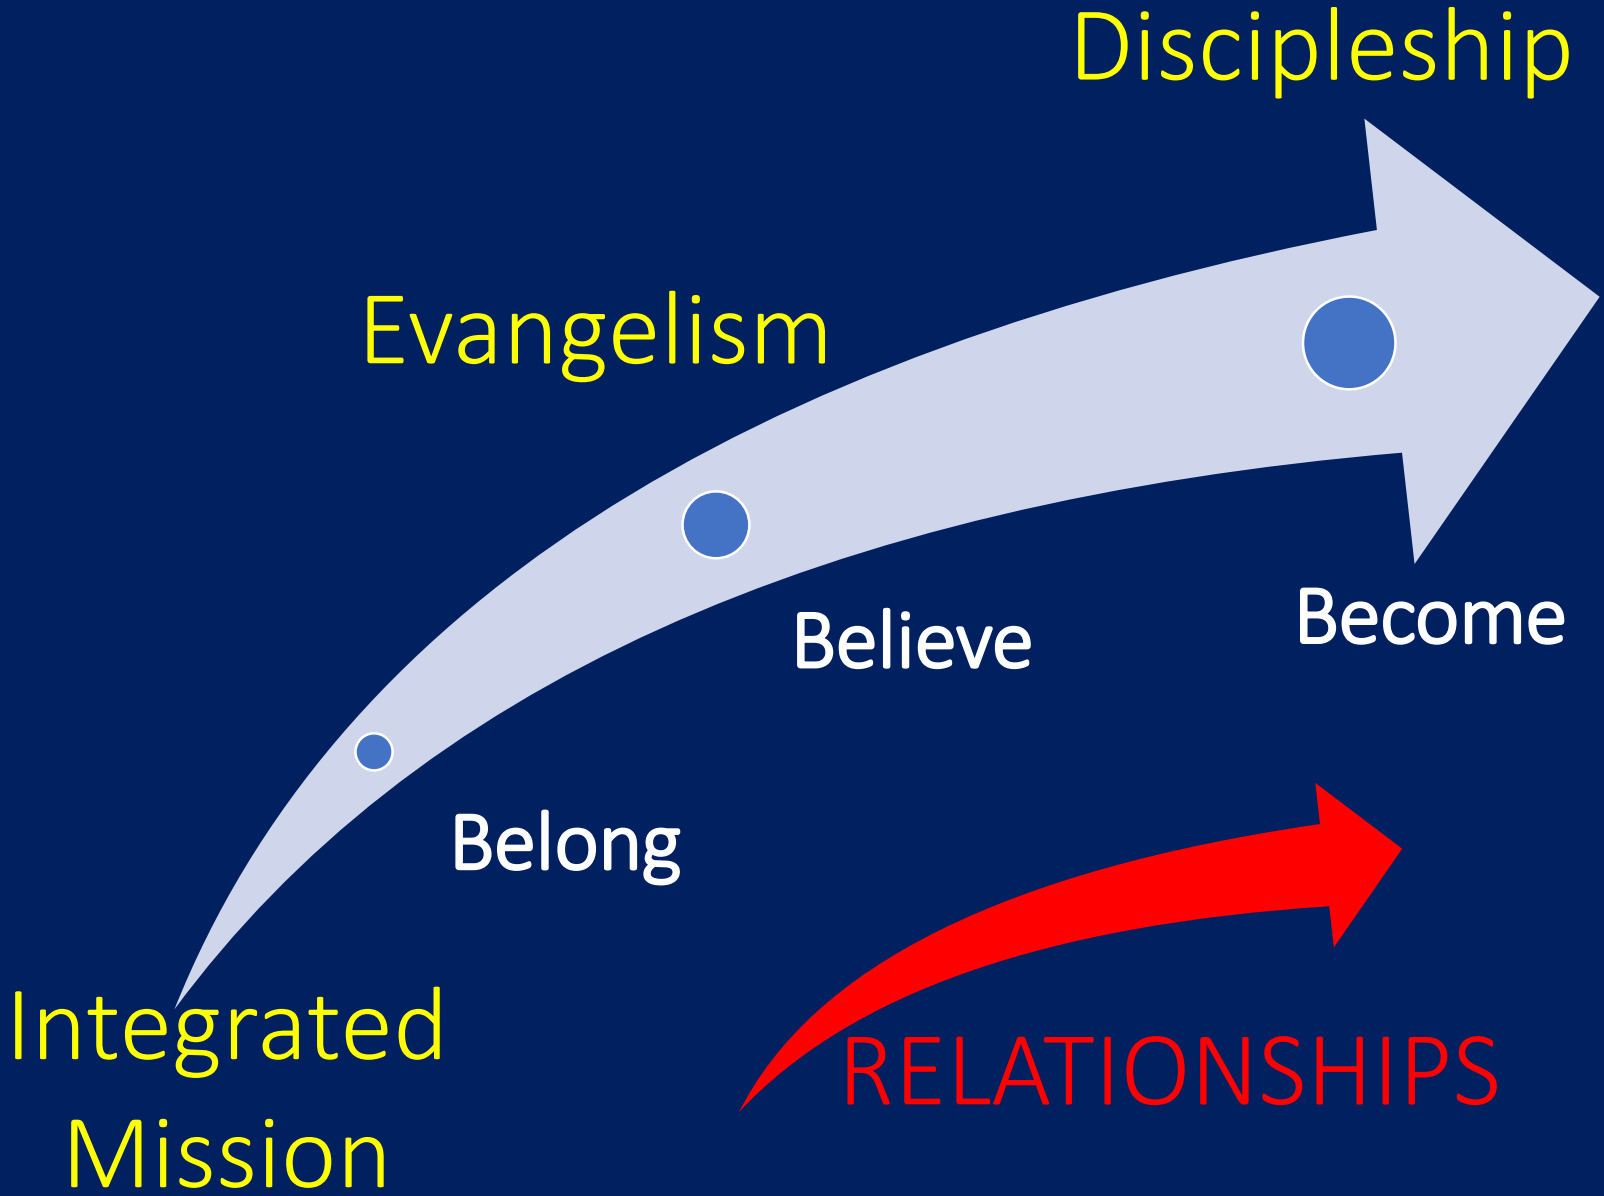 Discipleship
Evangelism
Become
Believe
Belong
Integrated
Mission
RELATIONSHIPS